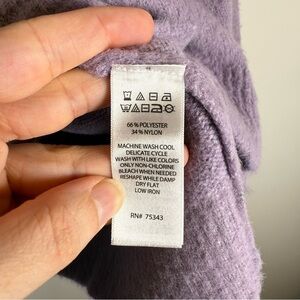 66% POLYESTER
34% NYLON
MACHINE WASH COOL
DELICATE CYCLE
WASH WITH LIKE COLORS
ONLY NON-CHLORINE
BLEACH WHEN NEEDED
RESHAPE WHILE DAMP
DRY FLAT
LOW IRON
RN# 75343